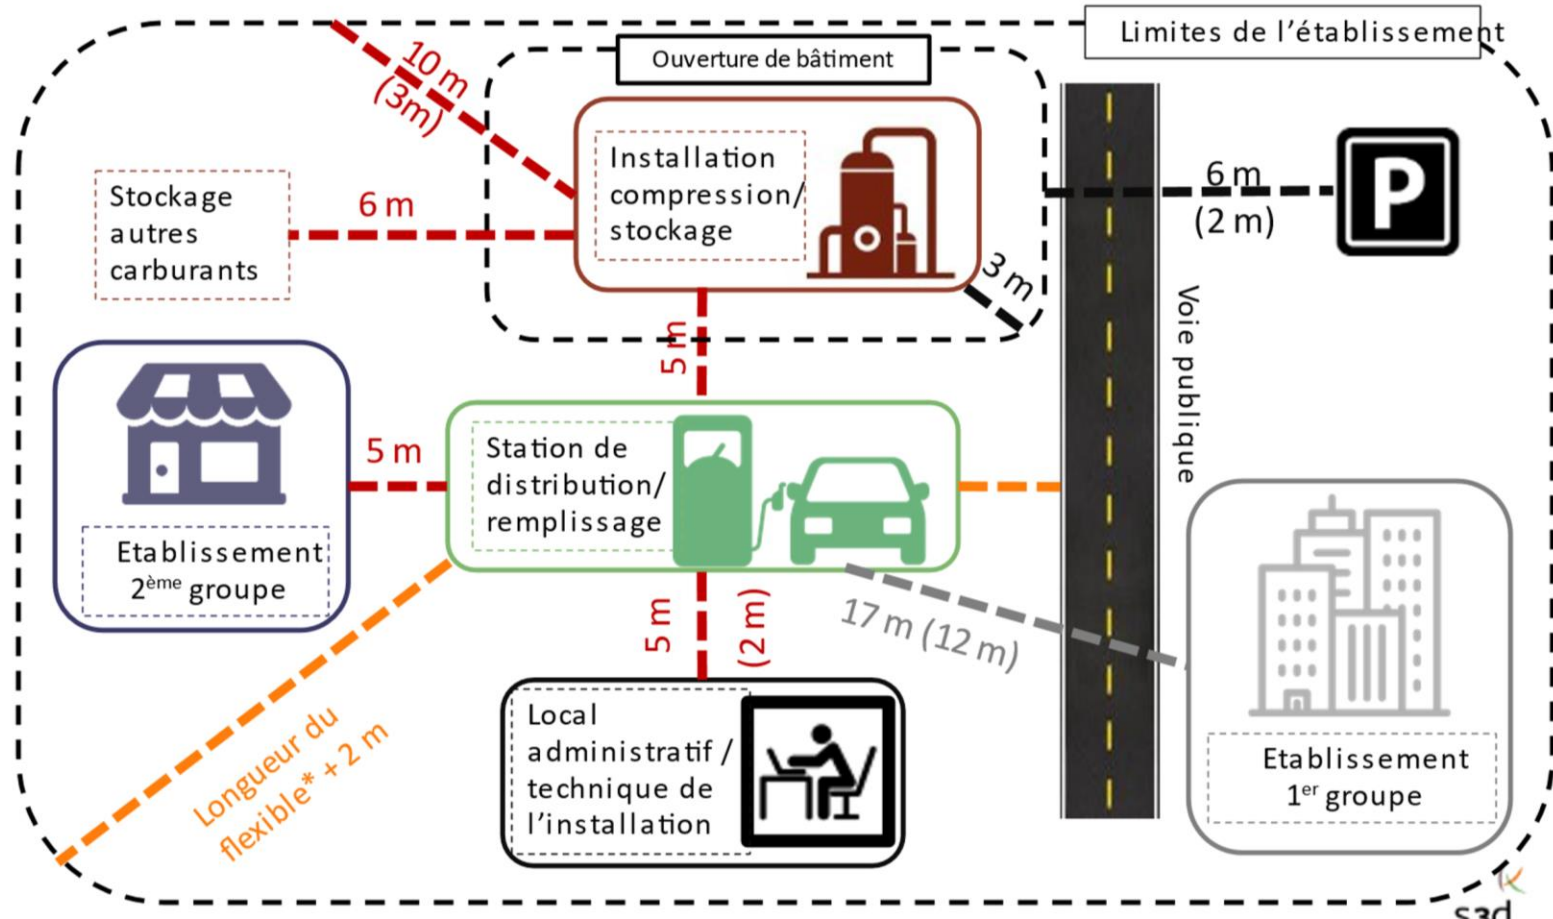 Limites de l'établissement
Ouverture de bâtiment
10 m
(3m)
Installation
compression/
stockage
6 m
(2 m)
P
Stockage
autres
carburants
6 m
3 m
5 m
Voie publique
Station de
distribution/
remplissage
5 m
Etablissement
2ème groupe
5 m
(2 m)
17 m (12 m)
Longueur du
flexible* + 2 m
Local
administratif /
technique de
l'installation
Etablissement
1er groupe
s3d